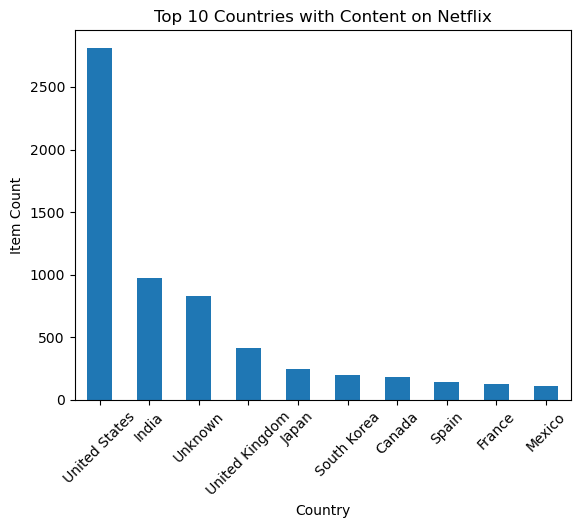 Top 10 Countries with Content on Netflix
Item Count
2500
2000
1500
1000
500
0
United States
India
Unknown
United Kingdom
Japan
South Korea
Canada
Spain
France
Mexico
Country